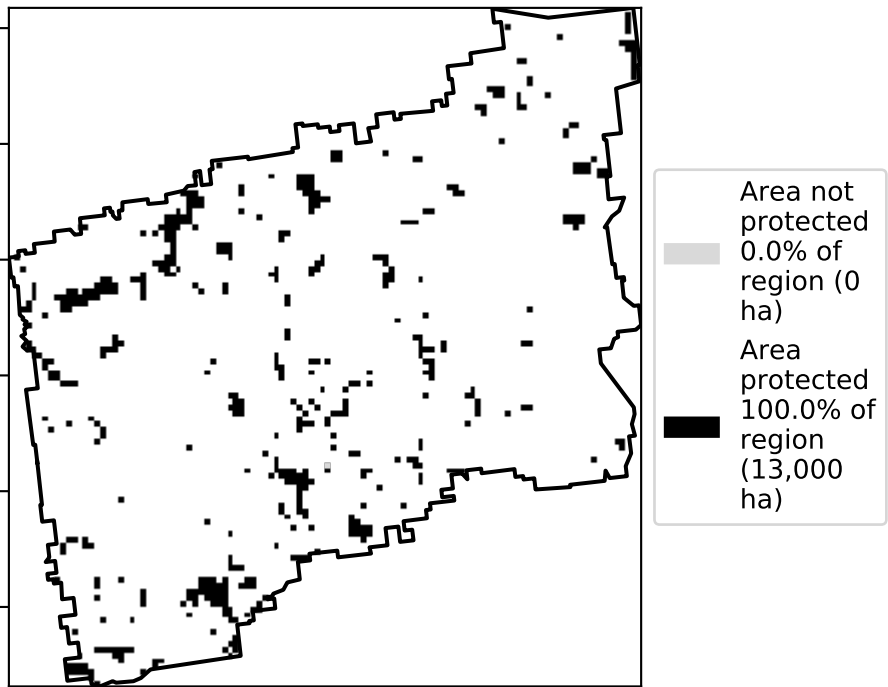 Area not
protected
0.0% of
region (0
ha)
Area
protected
100.0% of
region
(13,000
ha)